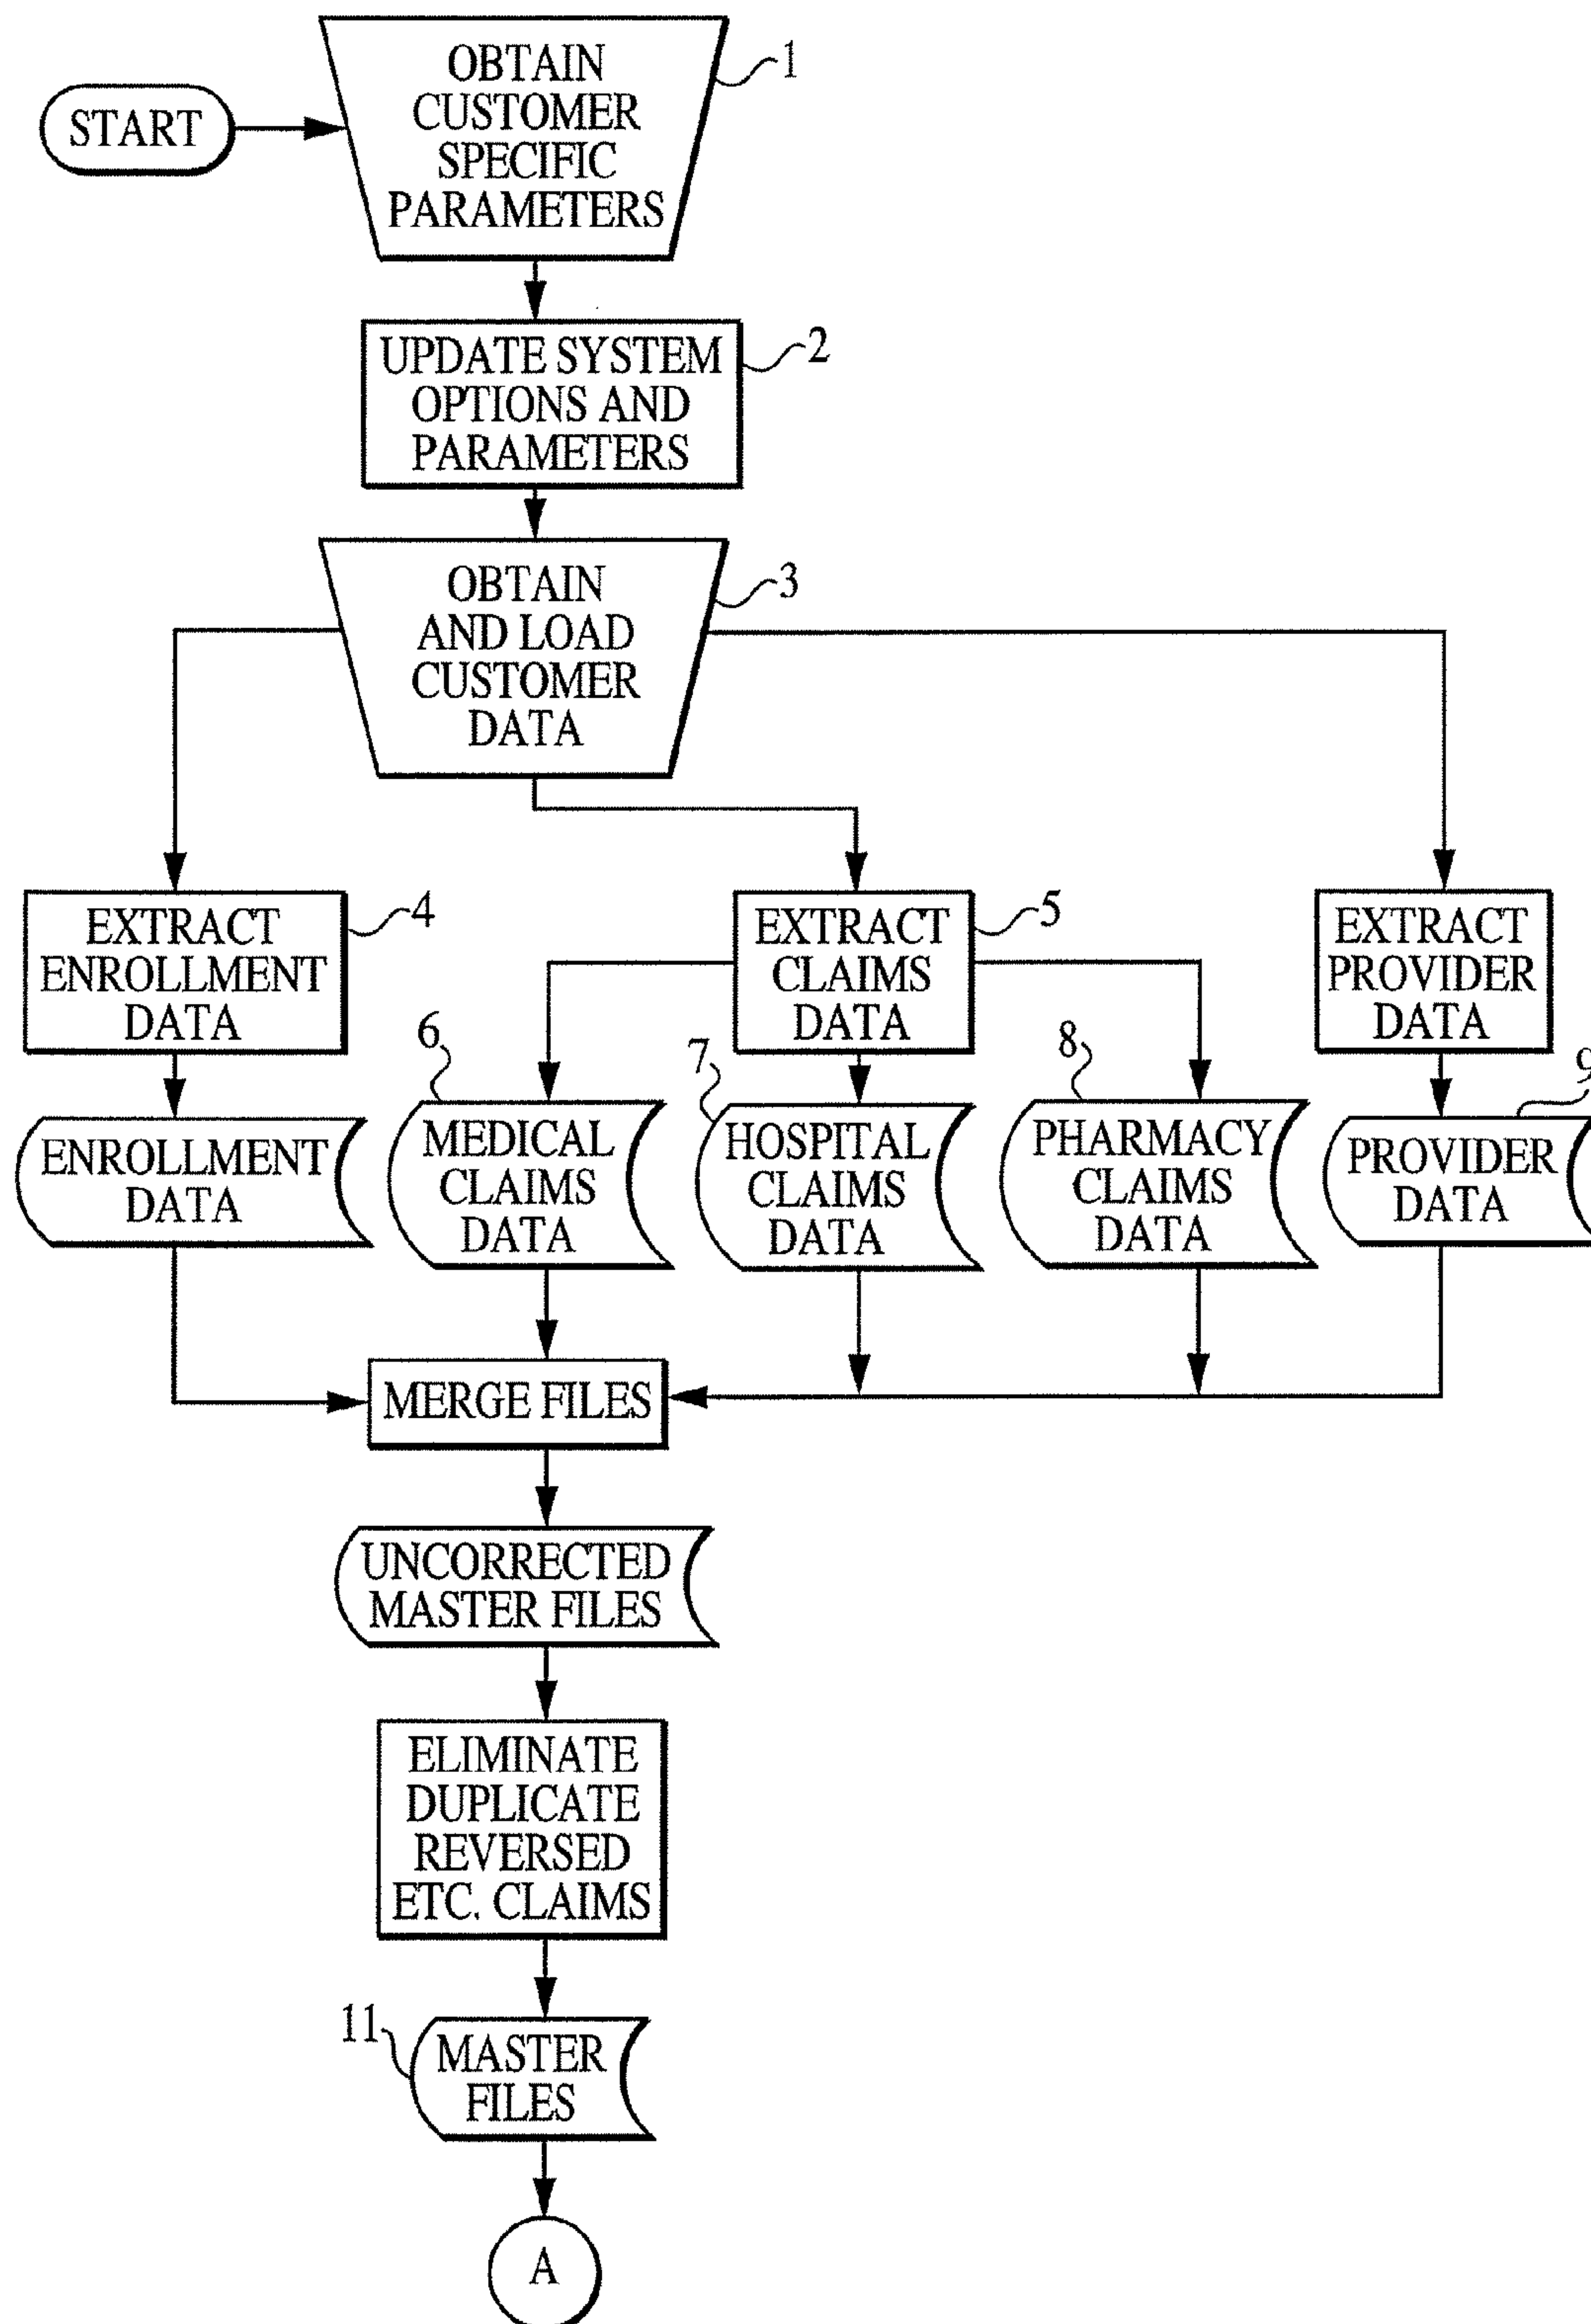 START
OBTAIN
CUSTOMER
SPECIFIC
PARAMETERS
1
UPDATE SYSTEM
OPTIONS AND
PARAMETERS
2
OBTAIN
AND LOAD
CUSTOMER
DATA
3
EXTRACT
ENROLLMENT
DATA
4
EXTRACT
CLAIMS
DATA
5
EXTRACT
PROVIDER
DATA
ENROLLMENT
DATA
6
MEDICAL
CLAIMS
DATA
7
HOSPITAL
CLAIMS
DATA
8
PHARMACY
CLAIMS
DATA
9
PROVIDER
DATA
MERGE FILES
UNCORRECTED
MASTER FILES
ELIMINATE
DUPLICATE
REVERSED
ETC. CLAIMS
11
MASTER
FILES
A